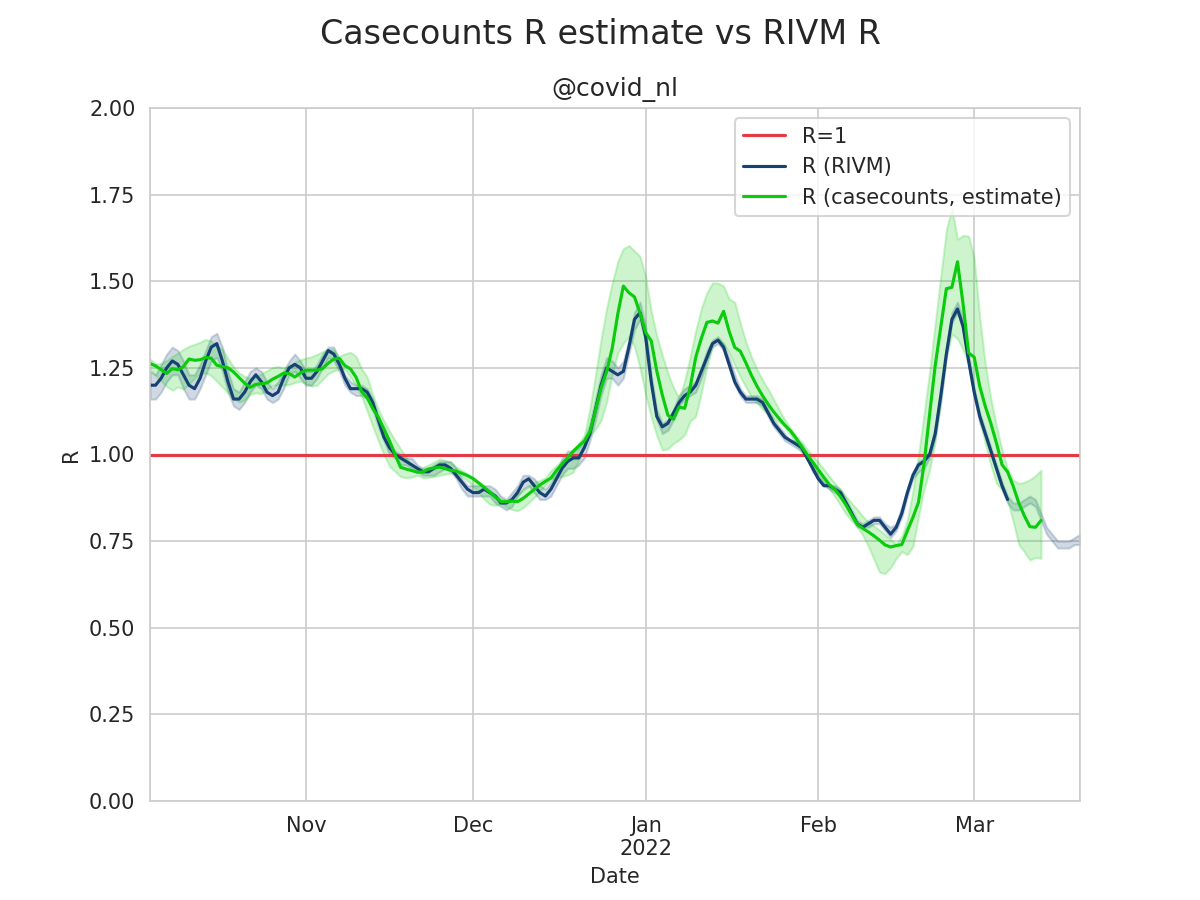 Casecounts R estimate vs RIVM R
@covid_nl
R=1
R (RIVM)
R (casecounts, estimate)
2.00
1.75
1.50
1.25
1.00
0.75
0.50
0.25
0.00
R
Nov
Dec
Jan
2022
Feb
Mar
Date